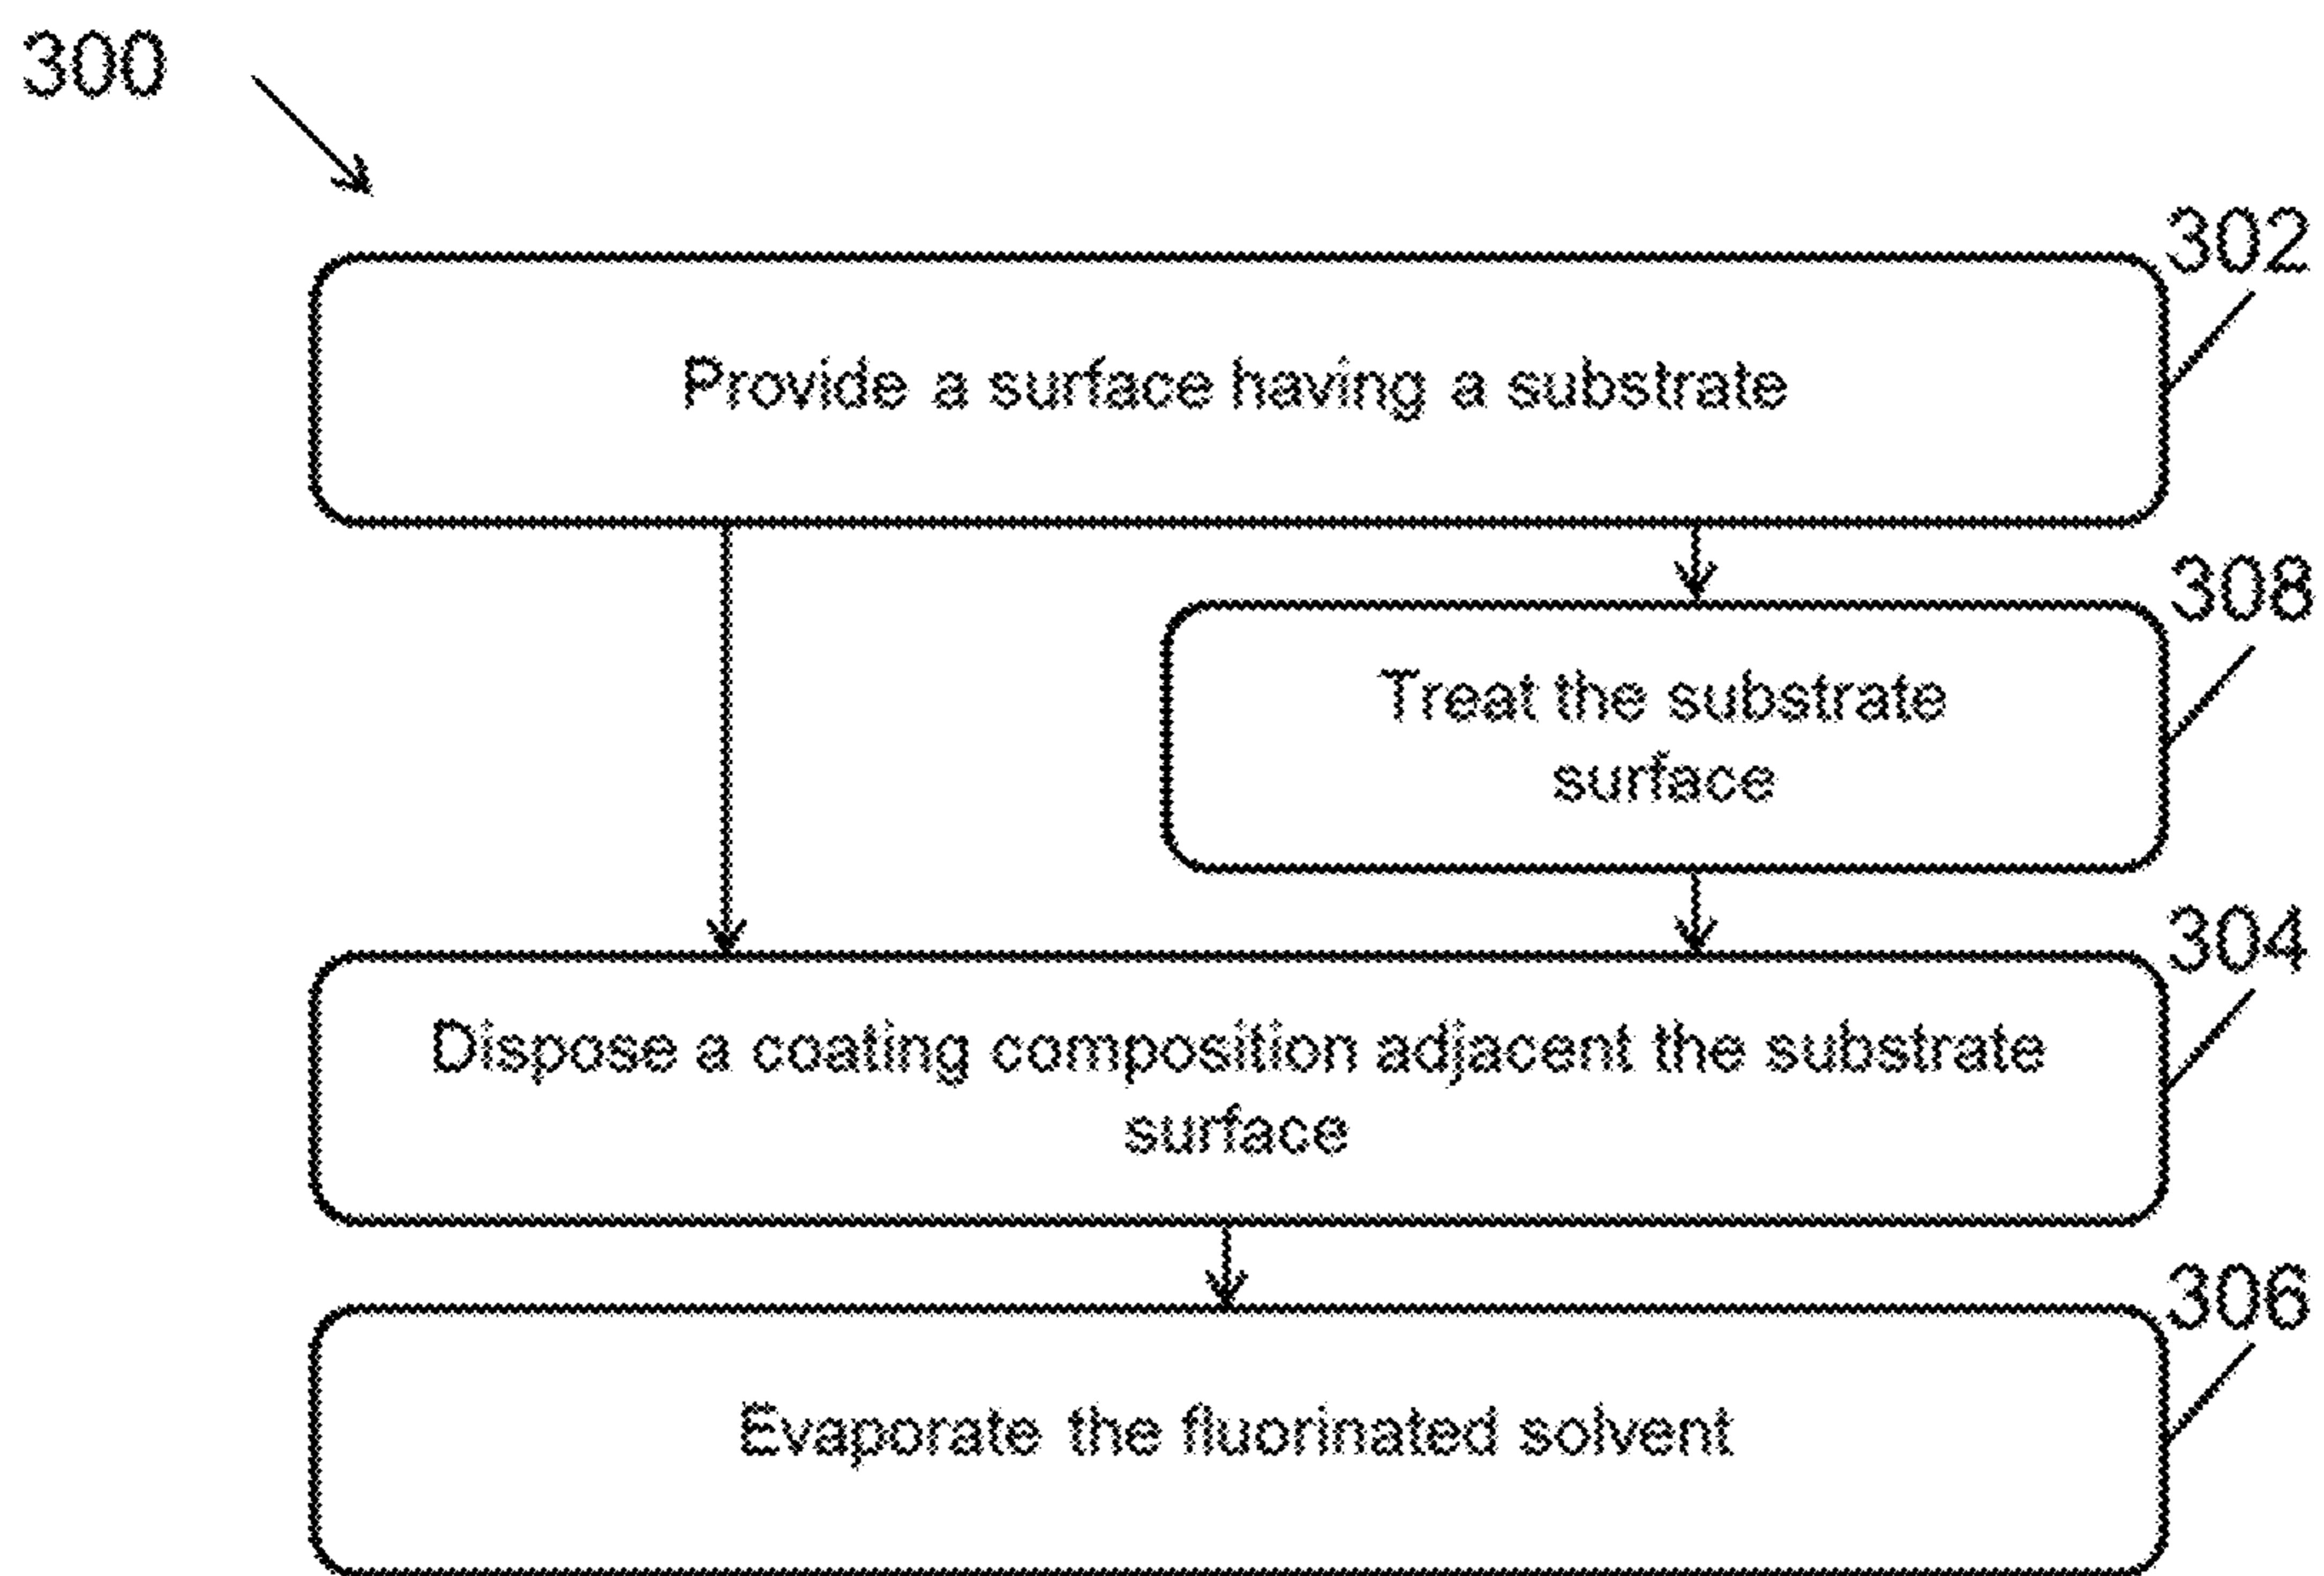 300
302
Provide a surface having a substrate
308
Treat the substrate
surface
304
Dispose a coating composition adjacent the substrate
surface
306
Evaporate the fluorinated solvent